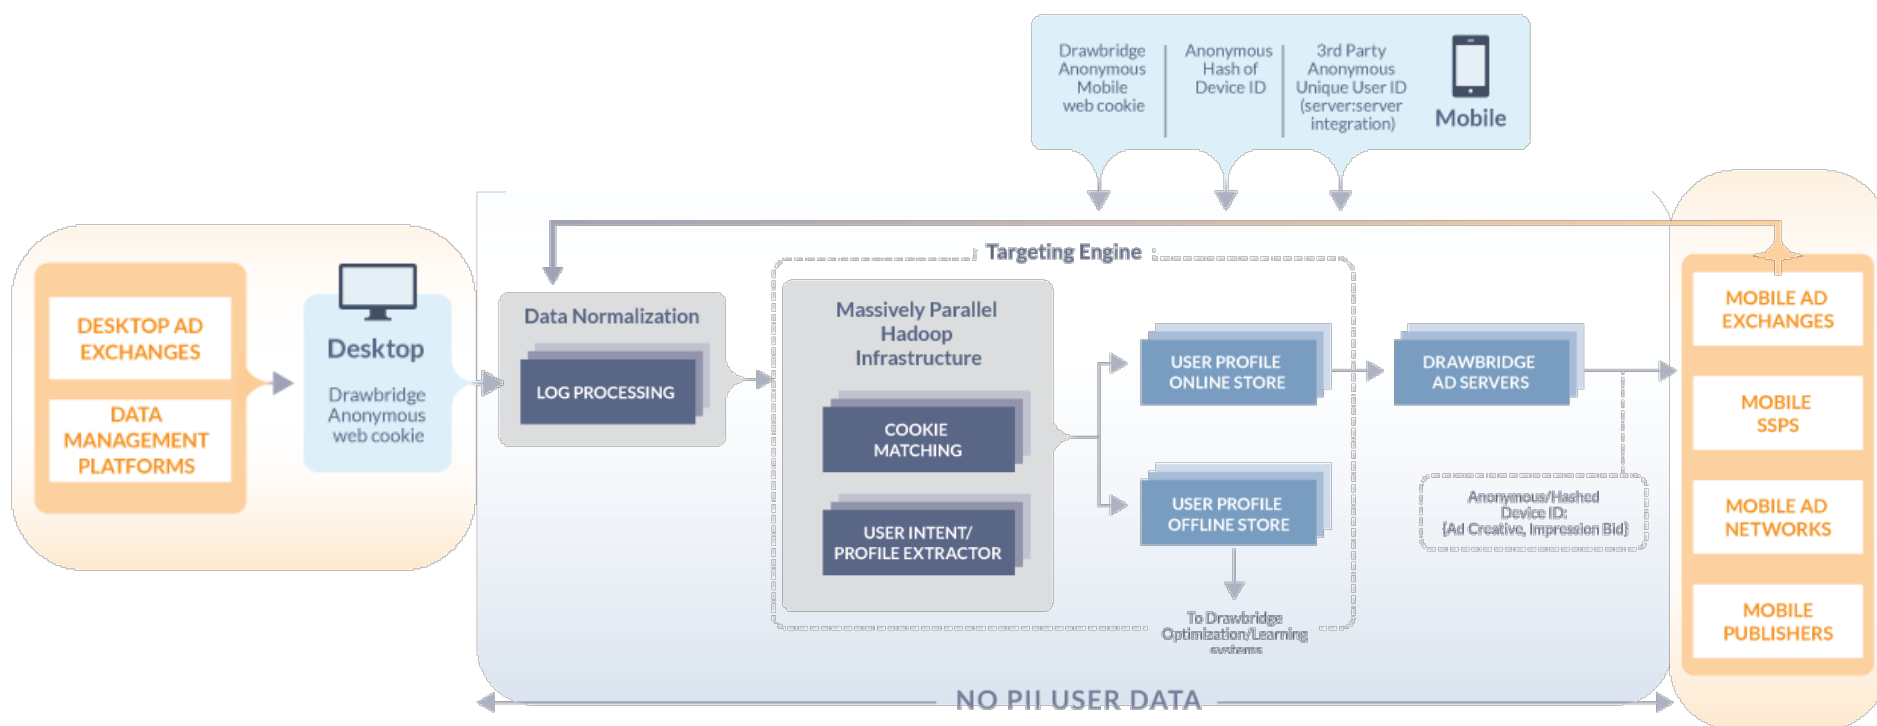 Drawbridge
Anonymous
Mobile
web cookie
Anonymous
Hash of
Device ID
3rd Party
Anonymous
Unique User ID
(server:server
integration)
Mobile
DESKTOP AD
EXCHANGES
DATA
MANAGEMENT
PLATFORMS
Desktop
Drawbridge
Anonymous
web cookie
Data Normalization
LOG PROCESSING
Targeting Engine
Massively Parallel
Hadoop
Infrastructure
COOKIE
MATCHING
USER INTENT/
PROFILE EXTRACTOR
USER PROFILE
ONLINE STORE
USER PROFILE
OFFLINE STORE
To Drawbridge
Optimization/Learning
systems
DRAWBRIDGE
AD SERVERS
Anonymous/Hashed
Device ID:
{Ad Creative, Impression Bid}
MOBILE AD
EXCHANGES
MOBILE
SSPS
MOBILE AD
NETWORKS
MOBILE
PUBLISHERS
NO PII USER DATA